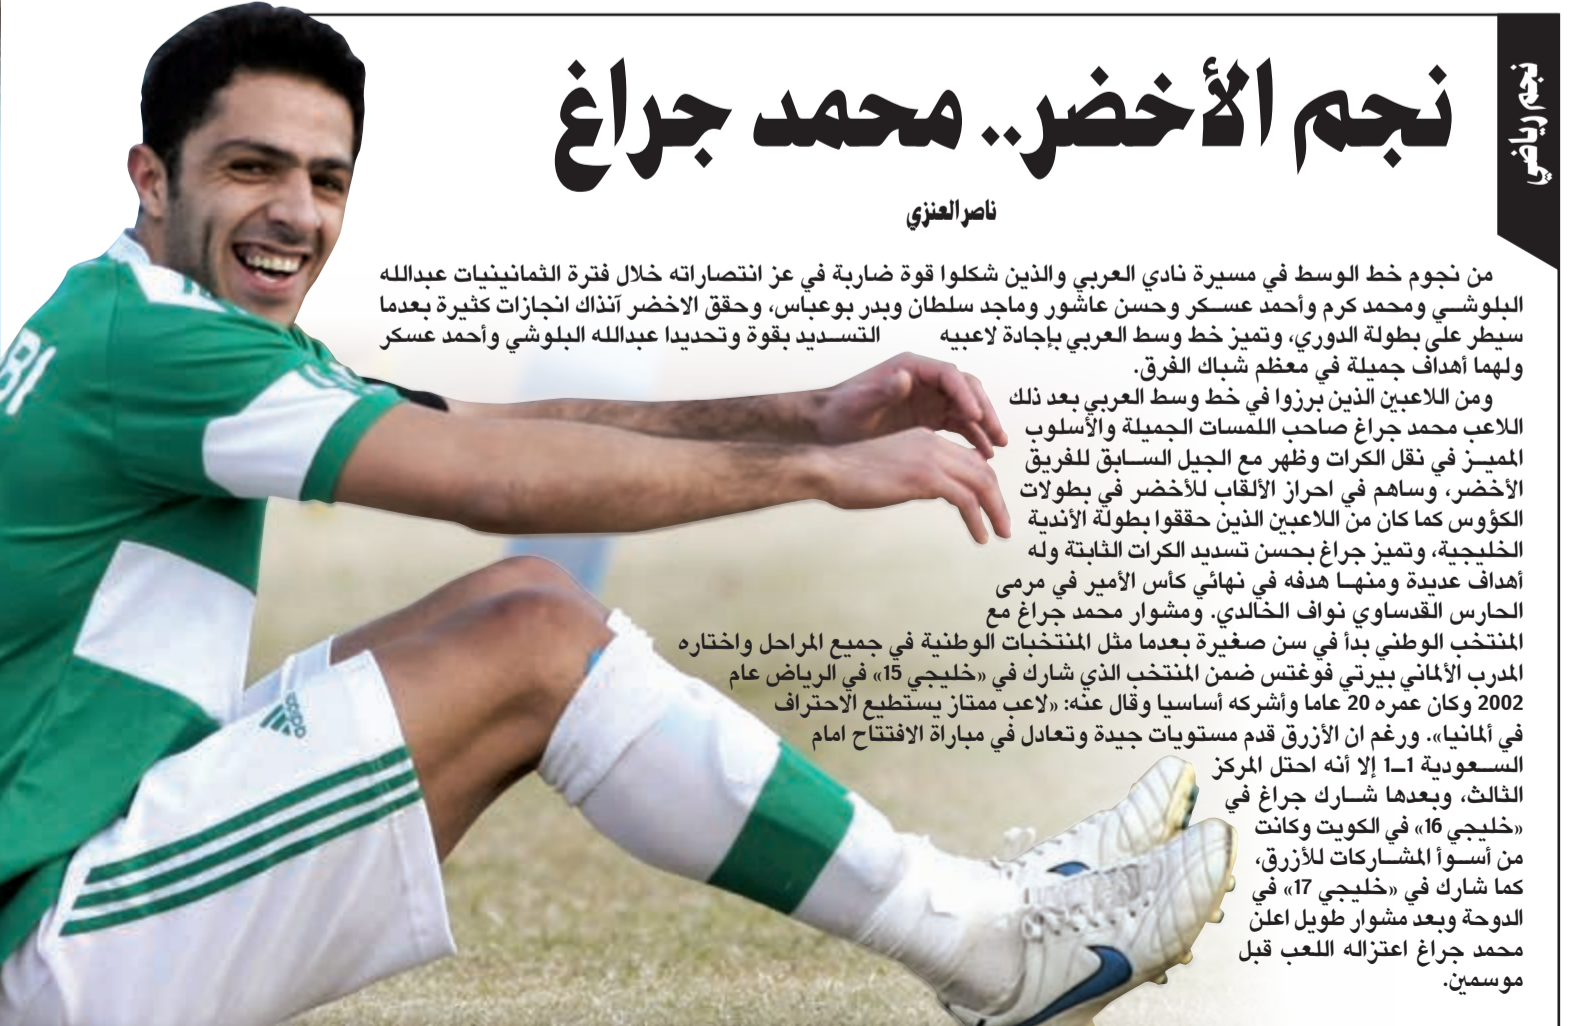 نجم رياضي
نجم الأخضر.. محمد جراغ
ناصر العنزي
من نجوم خط الوسط في مسيرة نادي العربي والذين شكلوا قوة ضاربة في عز انتصاراته خلال فترة الثمانينيات عبدالله
البلوشي ومحمد كرم وأحمد عسكر وحسن عاشور وماجد سلطان وبدر بوعباس، وحقق الاخضر آنذاك انجازات كثيرة بعدما
سيطر على بطولة الدوري، وتميز خط وسط العربي بإجادة لاعبيه التسديد بقوة وتحديدا عبدالله البلوشي وأحمد عسكر
ولهما أهداف جميلة في معظم شباك الفرق.
ومن اللاعبين الذين برزوا في خط وسط العربي بعد ذلك
اللاعب محمد جراغ صاحب اللمسات الجميلة والأسلوب
المميز في نقل الكرات وظهر مع الجيل السابق للفريق
الأخضر، وساهم في احراز الألقاب للأخضر في بطولات
الكؤوس كما كان من اللاعبين الذين حققوا بطولة الأندية
الخليجية، وتميز جراغ بحسن تسديد الكرات الثابتة وله
أهداف عديدة ومنها هدفه في نهائي كأس الأمير في مرمى
الحارس القدساوي نواف الخالدي. ومشوار محمد جراغ مع
المنتخب الوطني بدأ في سن صغيرة بعدما مثل المنتخبات الوطنية في جميع المراحل واختاره
المدرب الألماني بيرتي فوغتس ضمن المنتخب الذي شارك في «خليجي 15» في الرياض عام
2002 وكان عمره 20 عاما وأشركه أساسيا وقال عنه: «لاعب ممتاز يستطيع الاحتراف
في ألمانيا». ورغم ان الأزرق قدم مستويات جيدة وتعادل في مباراة الافتتاح امام
السعودية 1-1 إلا أنه احتل المركز
الثالث، وبعدها شارك جراغ في
«خليجي 16» في الكويت وكانت
من أسوأ المشاركات للأزرق،
كما شارك في «خليجي 17» في
الدوحة وبعد مشوار طويل اعلن
محمد جراغ اعتزاله اللعب قبل
موسمين.
adidas